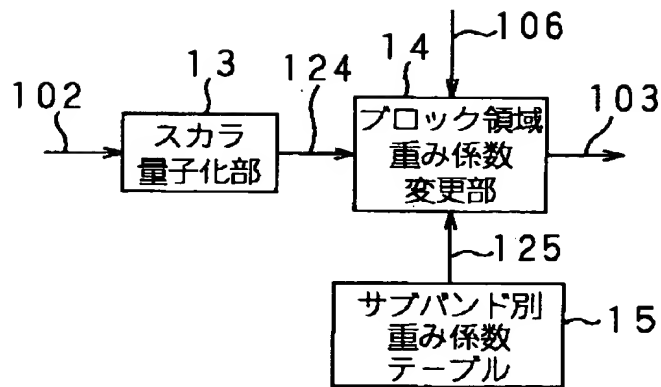 106
13
14
102
124
103
スカラ
量子化部
ブロック領域
重み係数
変更部
125
サブバンド別
重み係数
テーブル
15